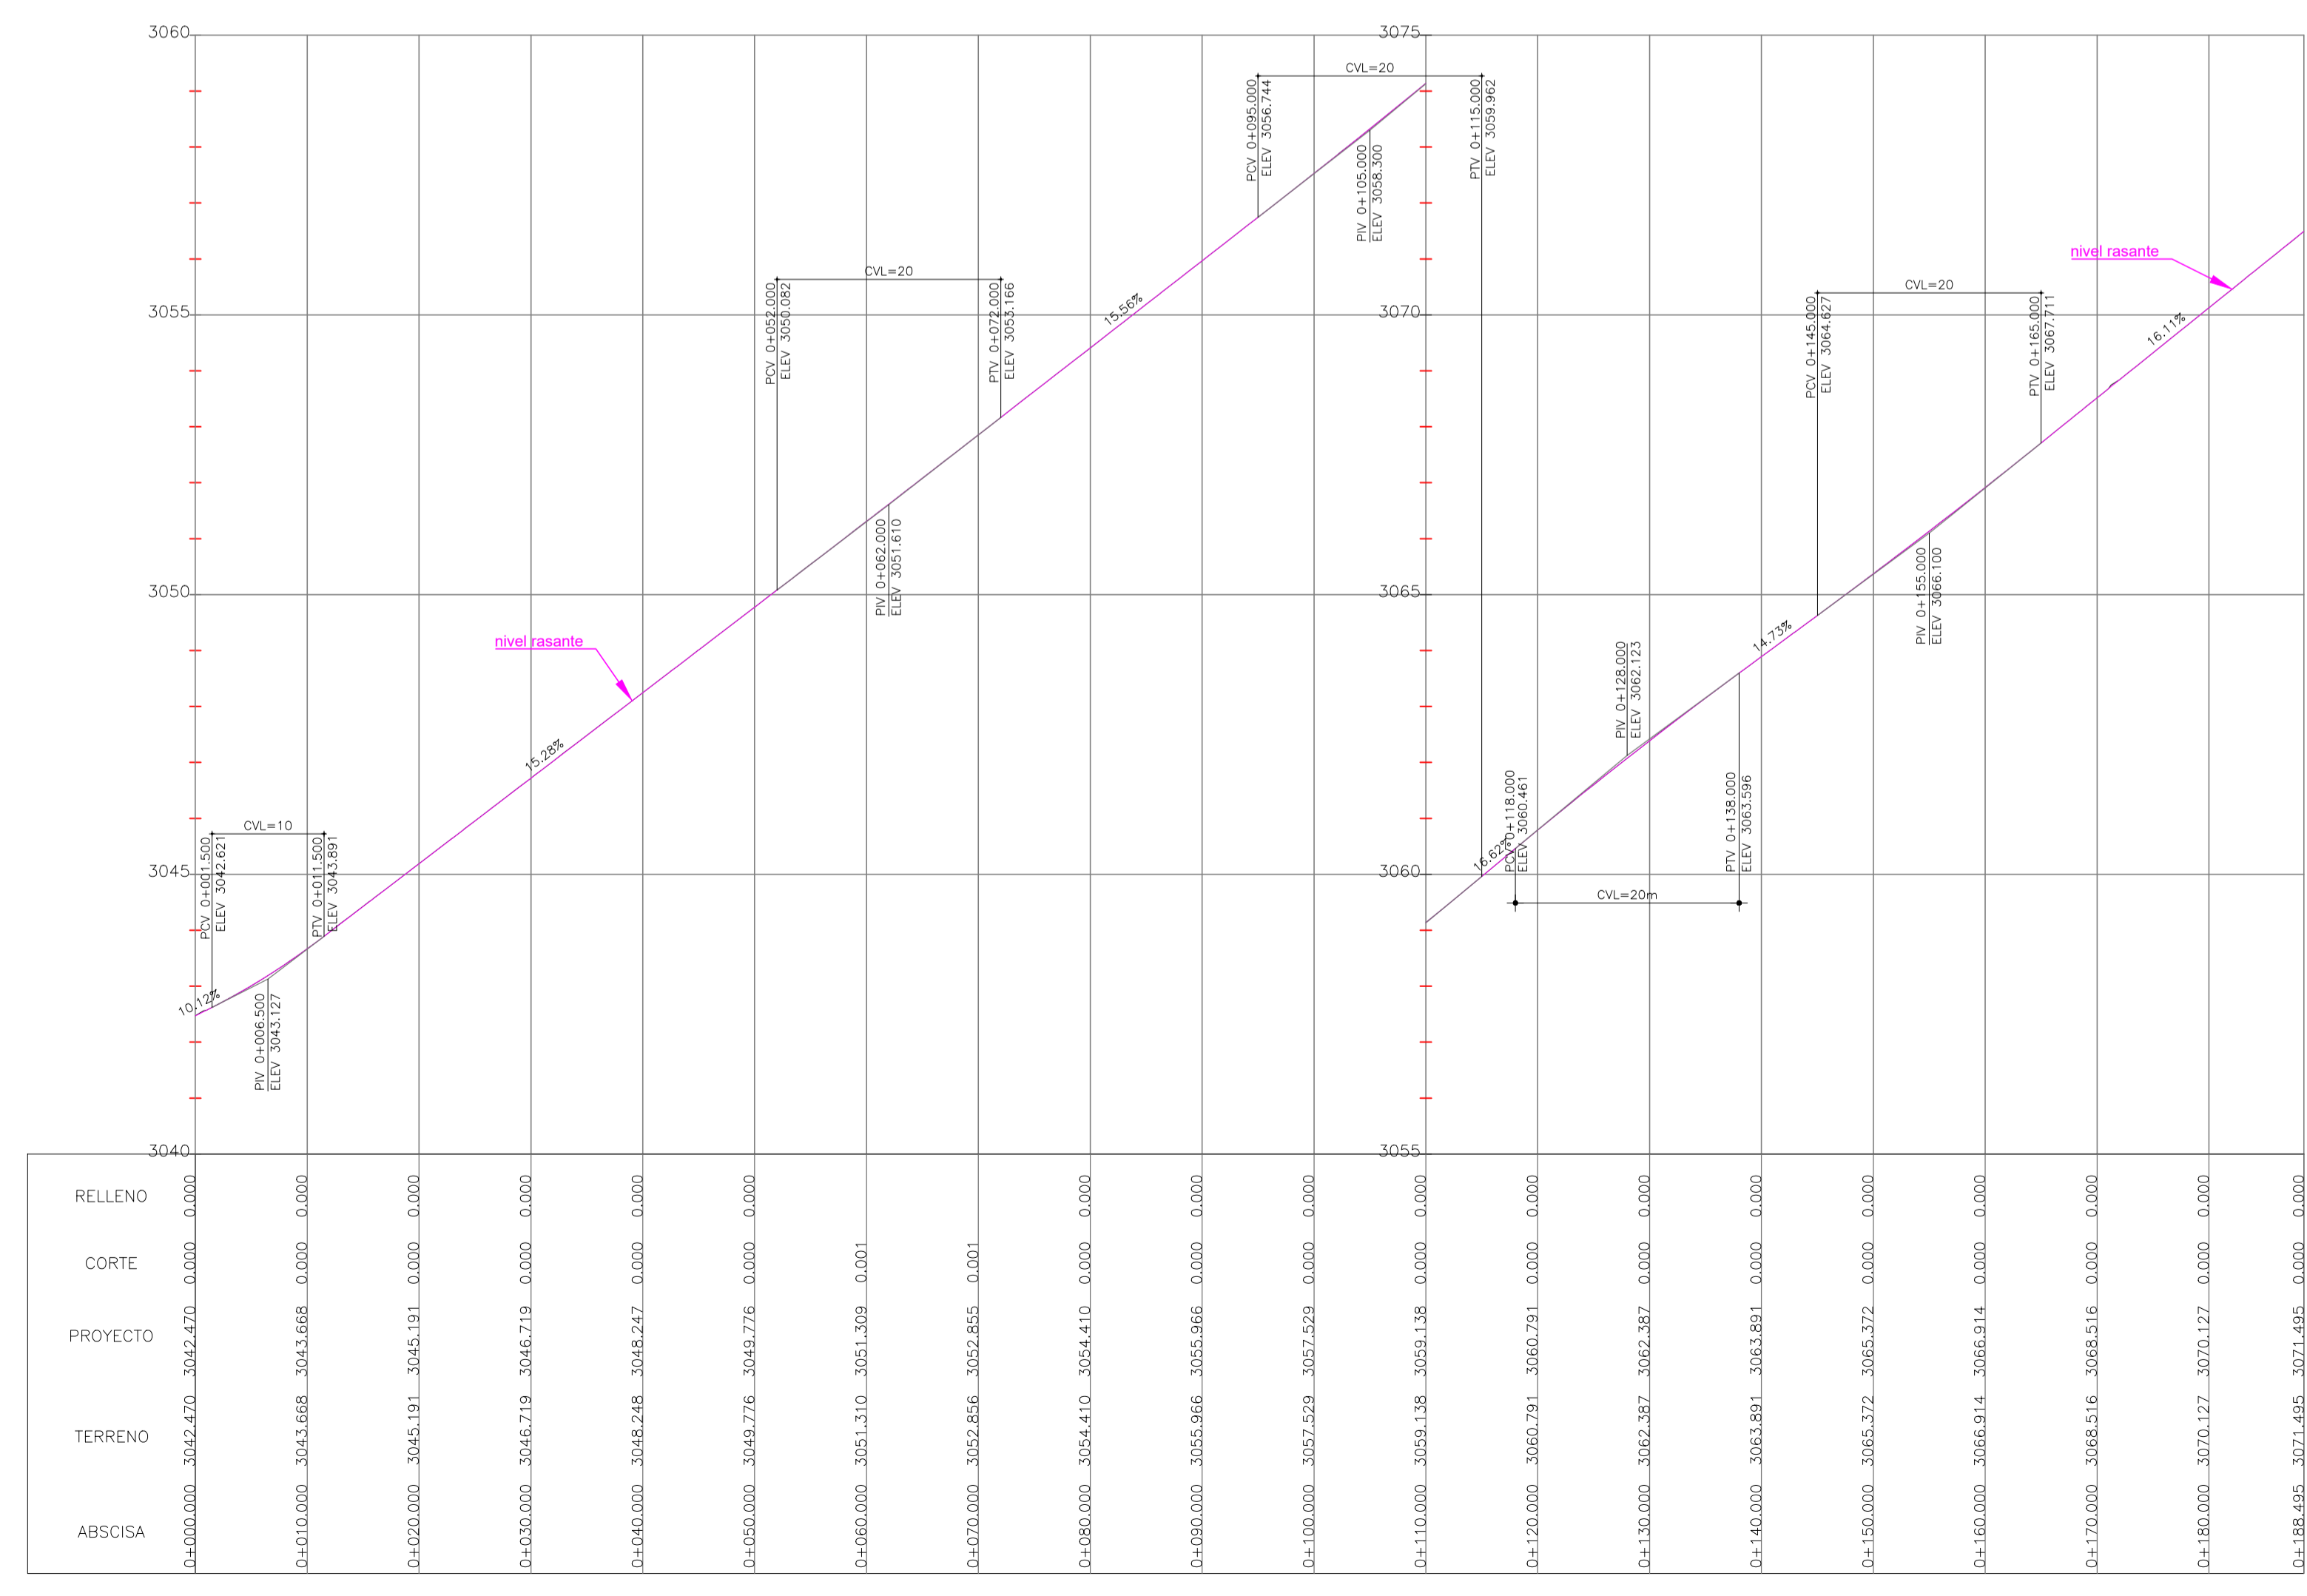 3060
3055
3050
3045
3040
3075
3070
3065
3060
3055
CVL=10
PCV 0+001.500
ELEV 3042.621
PTV 0+011.500
ELEV 3043.891
10.12%
PIV 0+006.500
ELEV 3043.127
15.28%
nivel rasante
CVL=20
PCV 0+052.000
ELEV 3050.082
PTV 0+072.000
ELEV 3053.166
PIV 0+062.000
ELEV 3051.610
15.56%
CVL=20
PCV 0+095.000
ELEV 3056.744
PTV 0+115.000
ELEV 3059.962
PIV 0+105.000
ELEV 3058.300
16.62%
PCV 0+118.000
ELEV 3060.461
PIV 0+128.000
ELEV 3062.123
PTV 0+138.000
ELEV 3063.596
CVL=20m
14.73%
CVL=20
PCV 0+145.000
ELEV 3064.627
PTV 0+165.000
ELEV 3067.711
PIV 0+155.000
ELEV 3066.100
16.11%
nivel rasante
RELLENO 0.000 0.000 0.000 0.000 0.000 0.000 0.000 0.000 0.000 0.000 0.000 0.000 0.000 0.000 0.000 0.000 0.000 0.000
CORTE 0.000 0.000 0.000 0.000 0.000 0.000 0.001 0.001 0.000 0.000 0.000 0.000 0.000 0.000 0.000 0.000 0.000 0.000 0.000 0.000
PROYECTO 3042.470 3043.668 3045.191 3046.719 3048.247 3049.776 3051.309 3052.855 3054.410 3055.966 3057.529 3059.138 3060.791 3062.387 3063.891 3065.372 3066.914 3068.516 3070.127 3071.495
TERRENO 3042.470 3043.668 3045.191 3046.719 3048.248 3049.776 3051.310 3052.856 3054.410 3055.966 3057.529 3059.138 3060.791 3062.387 3063.891 3065.372 3066.914 3068.516 3070.127 3071.495
ABSCISA 0+000.000 0+010.000 0+020.000 0+030.000 0+040.000 0+050.000 0+060.000 0+070.000 0+080.000 0+090.000 0+100.000 0+110.000 0+120.000 0+130.000 0+140.000 0+150.000 0+160.000 0+170.000 0+180.000 0+188.495